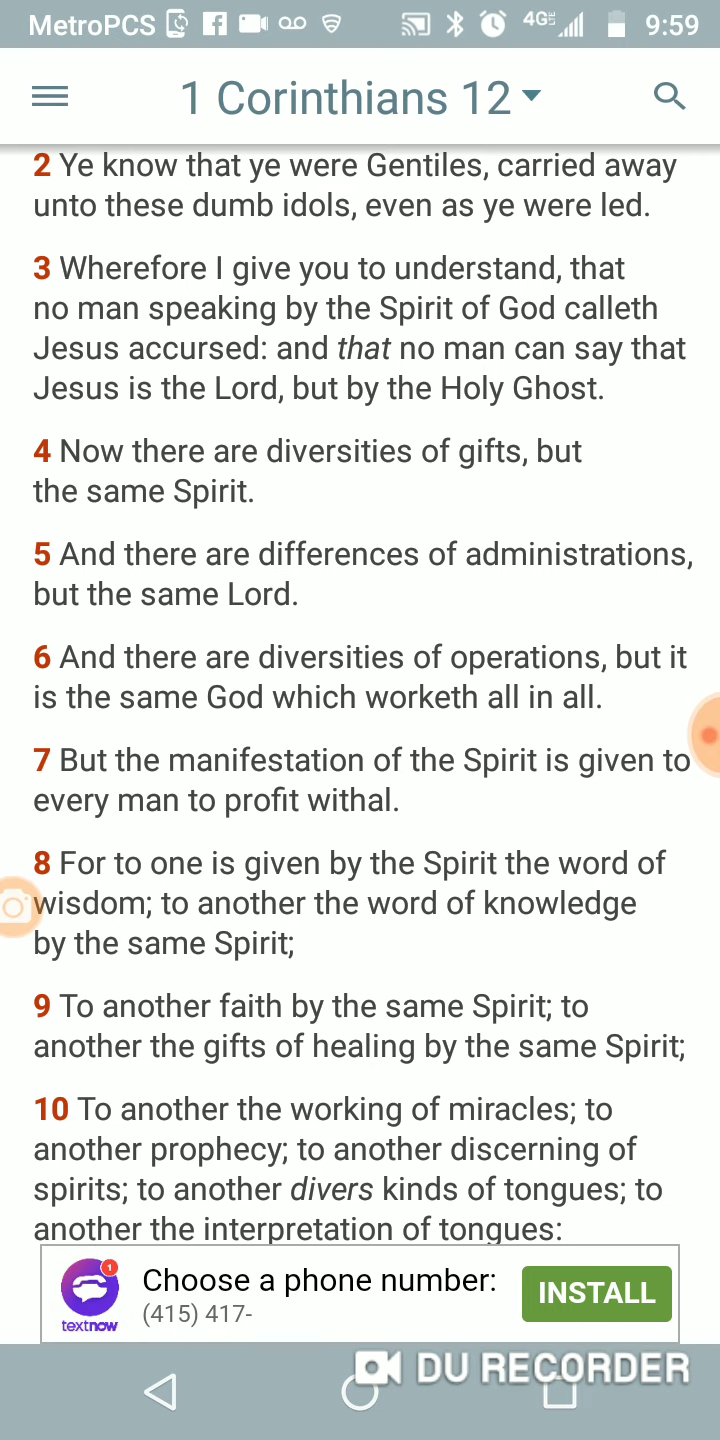 MetroPCS 4G LTE 9:59
1 Corinthians 12
2 Ye know that ye were Gentiles, carried away
unto these dumb idols, even as ye were led.
3 Wherefore I give you to understand, that
no man speaking by the Spirit of God calleth
Jesus accursed: and that no man can say that
Jesus is the Lord, but by the Holy Ghost.
4 Now there are diversities of gifts, but
the same Spirit.
5 And there are differences of administrations,
but the same Lord.
6 And there are diversities of operations, but it
is the same God which worketh all in all.
7 But the manifestation of the Spirit is given to
every man to profit withal.
8 For to one is given by the Spirit the word of
wisdom; to another the word of knowledge
by the same Spirit;
9 To another faith by the same Spirit; to
another the gifts of healing by the same Spirit;
10 To another the working of miracles; to
another prophecy; to another discerning of
spirits; to another divers kinds of tongues; to
another the interpretation of tongues:
1
textnow
Choose a phone number:
(415) 417-
INSTALL
DU RECORDER